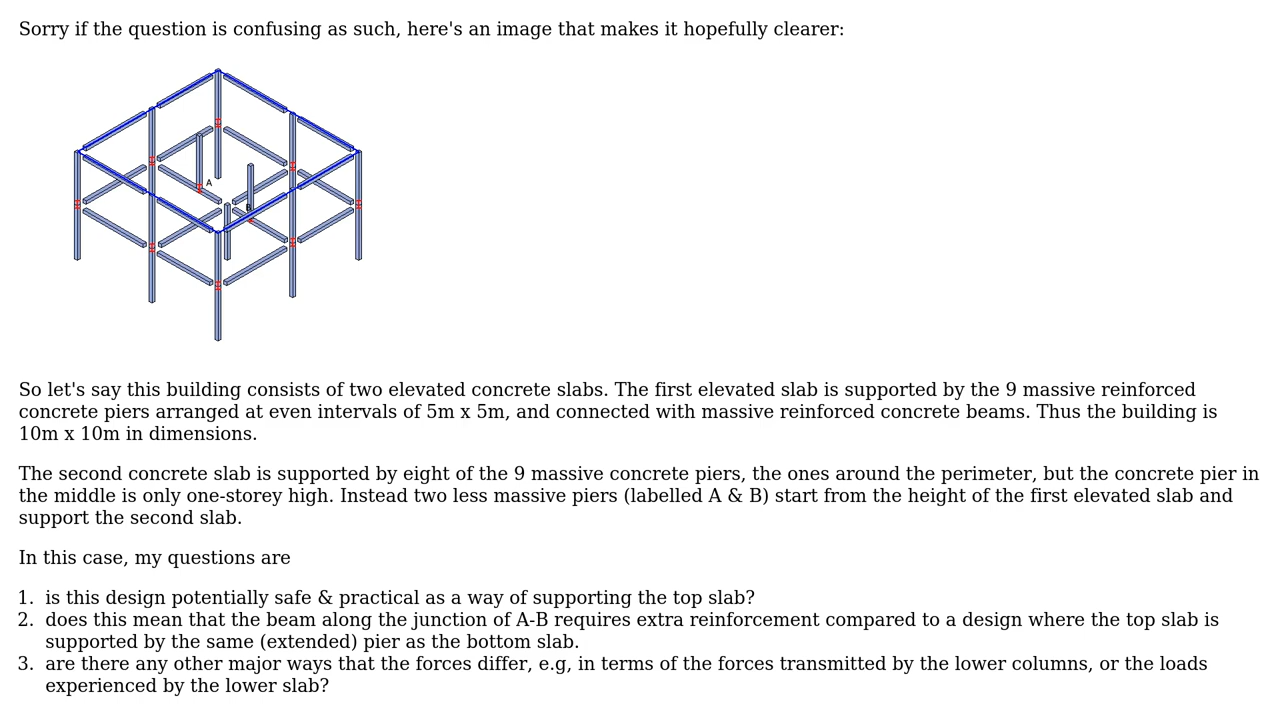 Sorry if the question is confusing as such, here's an image that makes it hopefully clearer:
A
B
So let's say this building consists of two elevated concrete slabs. The first elevated slab is supported by the 9 massive reinforced
concrete piers arranged at even intervals of 5m x 5m, and connected with massive reinforced concrete beams. Thus the building is
10m x 10m in dimensions.
The second concrete slab is supported by eight of the 9 massive concrete piers, the ones around the perimeter, but the concrete pier in
the middle is only one-storey high. Instead two less massive piers (labelled A & B) start from the height of the first elevated slab and
support the second slab.
In this case, my questions are
1. is this design potentially safe & practical as a way of supporting the top slab?
2. does this mean that the beam along the junction of A-B requires extra reinforcement compared to a design where the top slab is
supported by the same (extended) pier as the bottom slab.
3. are there any other major ways that the forces differ, e.g, in terms of the forces transmitted by the lower columns, or the loads
experienced by the lower slab?